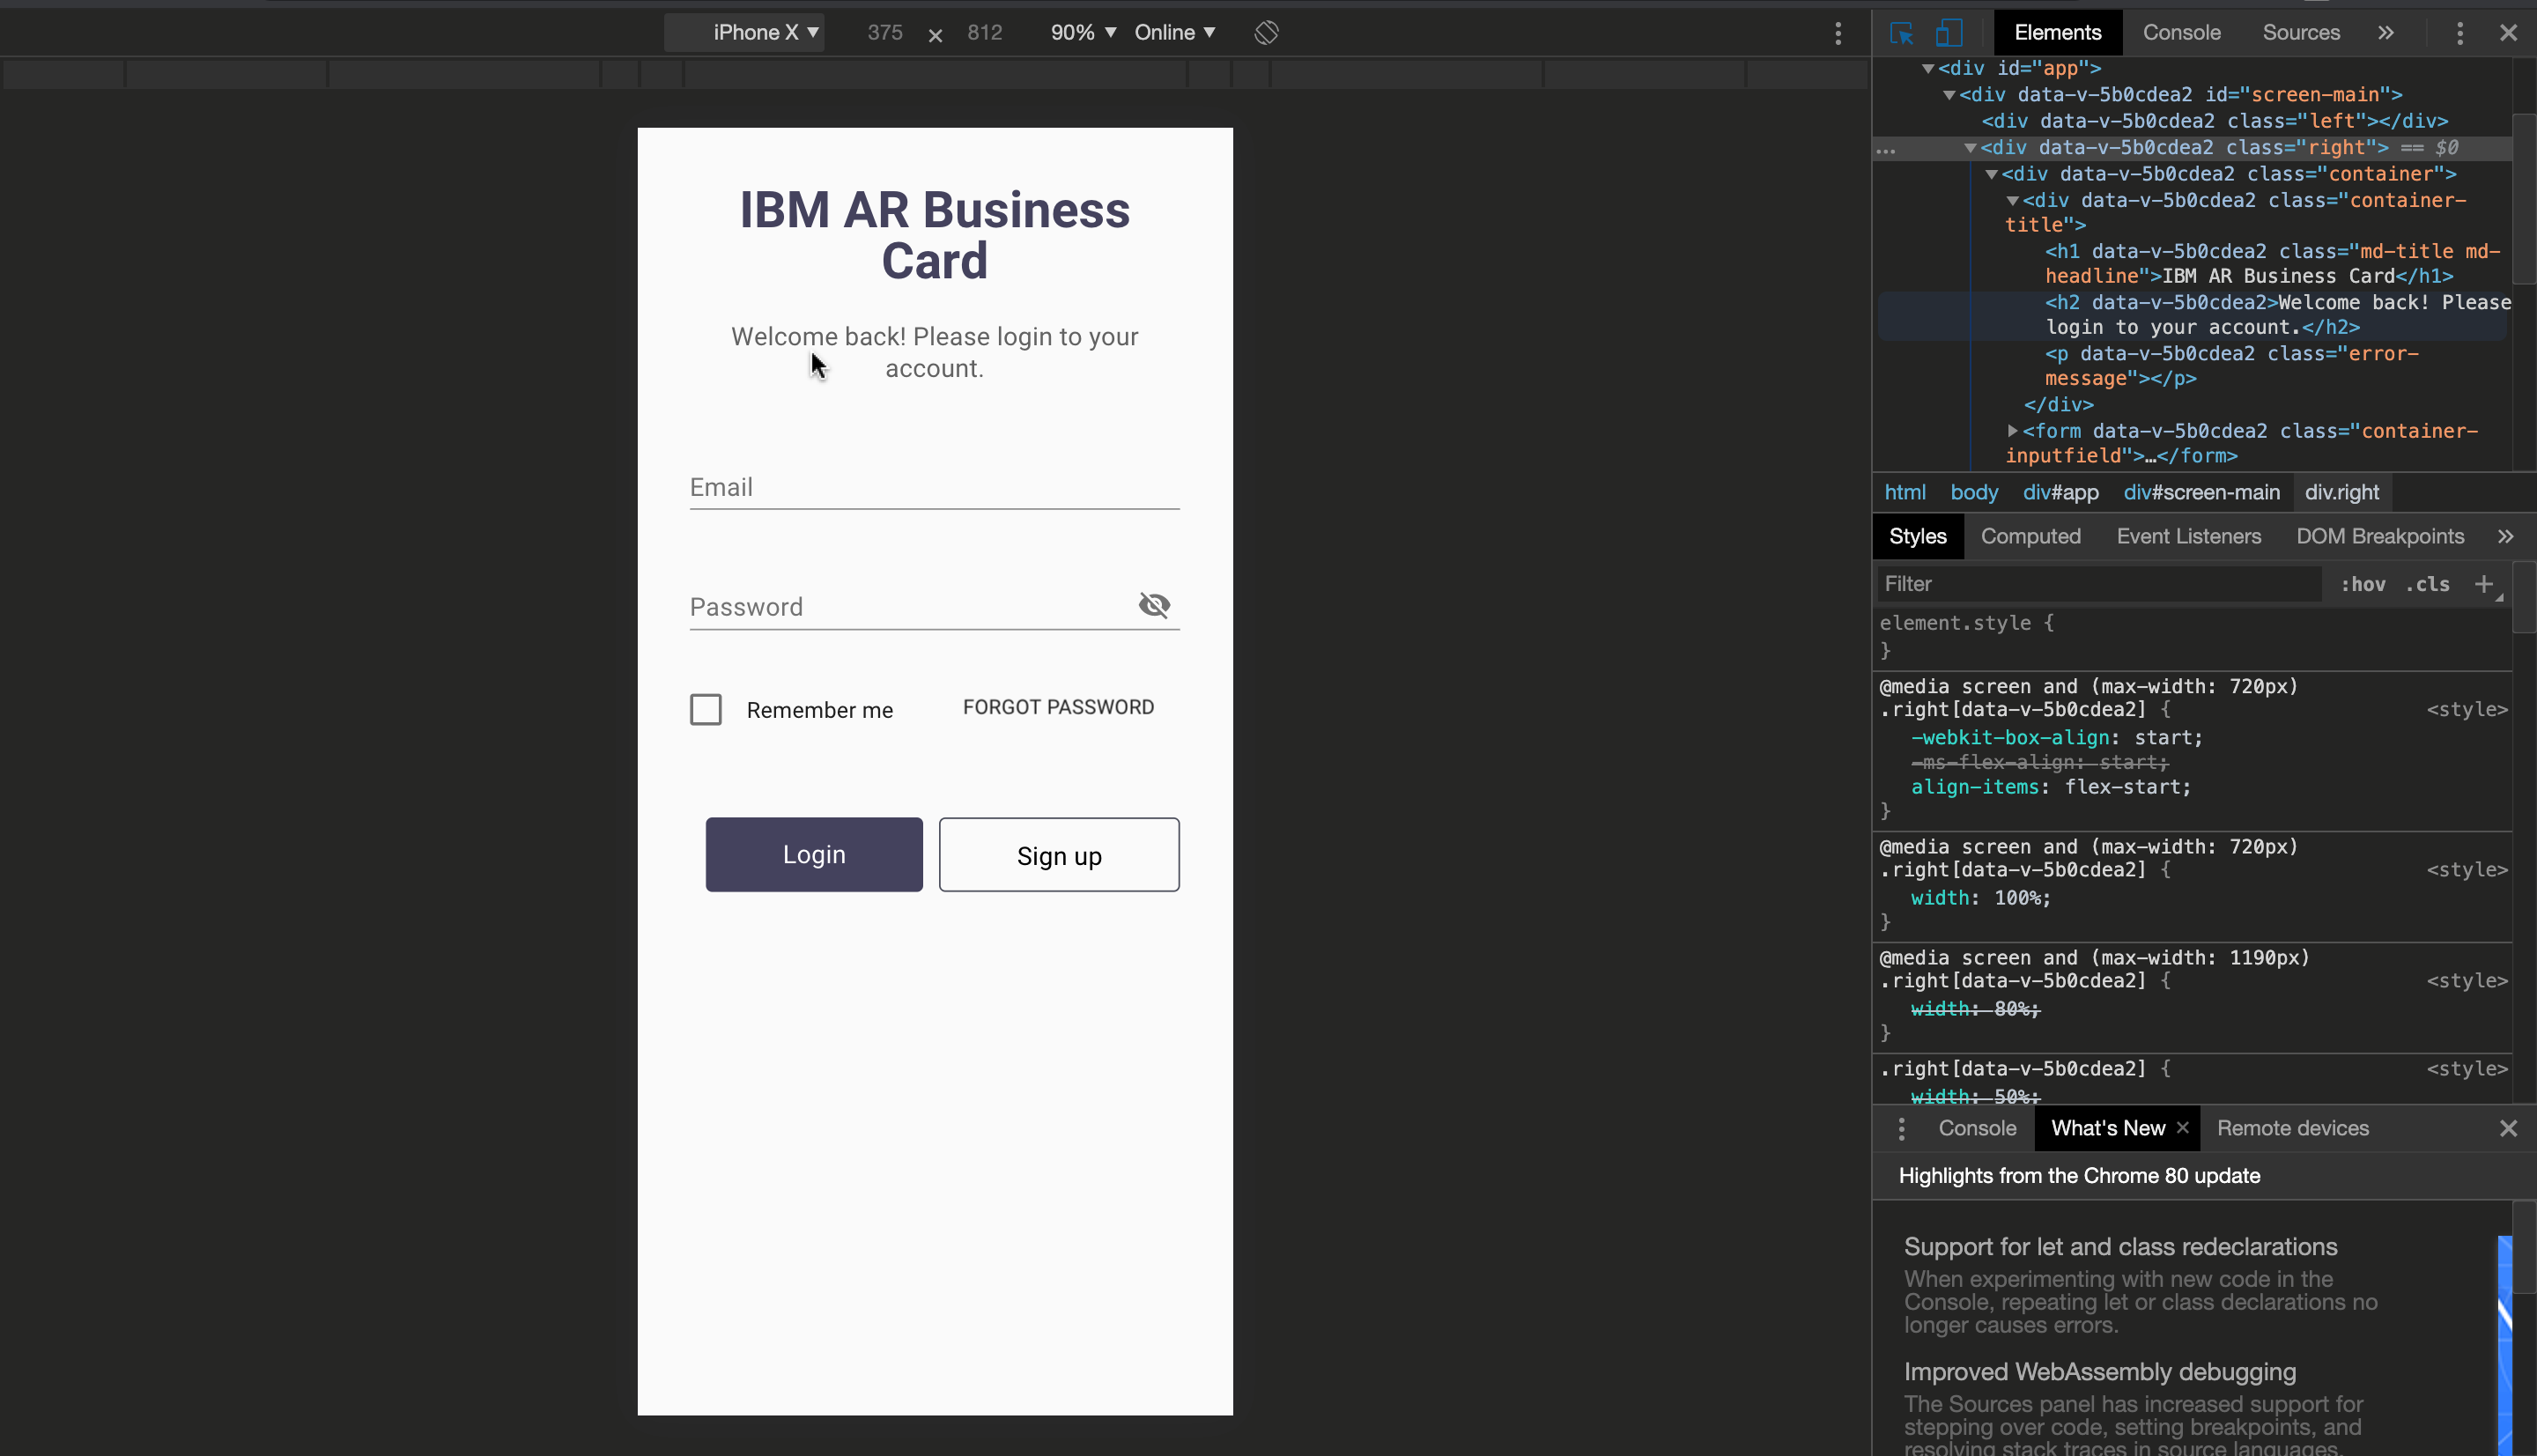 iPhone X ▼ 375 × 812 90% ▼ Online ▼
IBM AR Business
Card
Welcome back! Please login to your
account.
Email
Password
Remember me FORGOT PASSWORD
Login Sign up
Elements Console Sources »
▼<div id="app">
▼<div data-v-5b0cdea2 id="screen-main">
<div data-v-5b0cdea2 class="left"></div>
… ▼<div data-v-5b0cdea2 class="right"> == $0
▼<div data-v-5b0cdea2 class="container">
▼<div data-v-5b0cdea2 class="container-
title">
<h1 data-v-5b0cdea2 class="md-title md-
headline">IBM AR Business Card</h1>
<h2 data-v-5b0cdea2>Welcome back! Please
login to your account.</h2>
<p data-v-5b0cdea2 class="error-
message"></p>
</div>
▶<form data-v-5b0cdea2 class="container-
inputfield">…</form>
html body div#app div#screen-main div.right
Styles Computed Event Listeners DOM Breakpoints »
Filter :hov .cls +
element.style {
}
@media screen and (max-width: 720px)
.right[data-v-5b0cdea2] { <style>
-webkit-box-align: start;
-ms-flex-align: start;
align-items: flex-start;
}
@media screen and (max-width: 720px)
.right[data-v-5b0cdea2] { <style>
width: 100%;
}
@media screen and (max-width: 1190px)
.right[data-v-5b0cdea2] { <style>
width: 80%;
}
.right[data-v-5b0cdea2] { <style>
width: 50%;
Console What's New × Remote devices
Highlights from the Chrome 80 update
Support for let and class redeclarations
When experimenting with new code in the
Console, repeating let or class declarations no
longer causes errors.
Improved WebAssembly debugging
The Sources panel has increased support for
stepping over code, setting breakpoints, and
resolving stack traces in source languages.